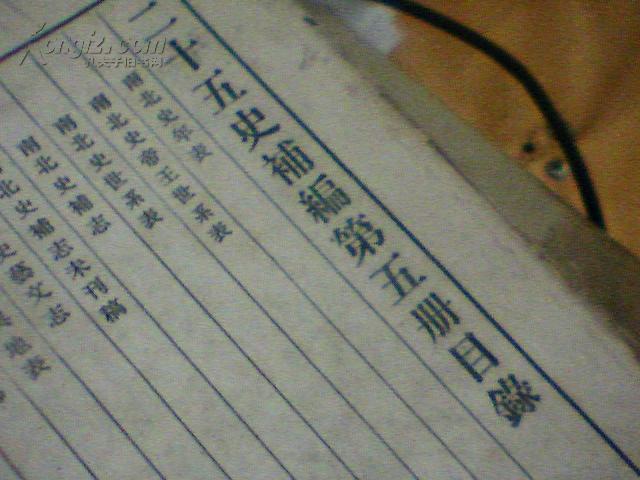 二十五史補編第五册目錄
南北史年表
南北史帝王世系表
南北史世系表
南北史補志
南北史補志未刊稿
史藝文志
地表
Kongfz.com
孔夫子旧书网